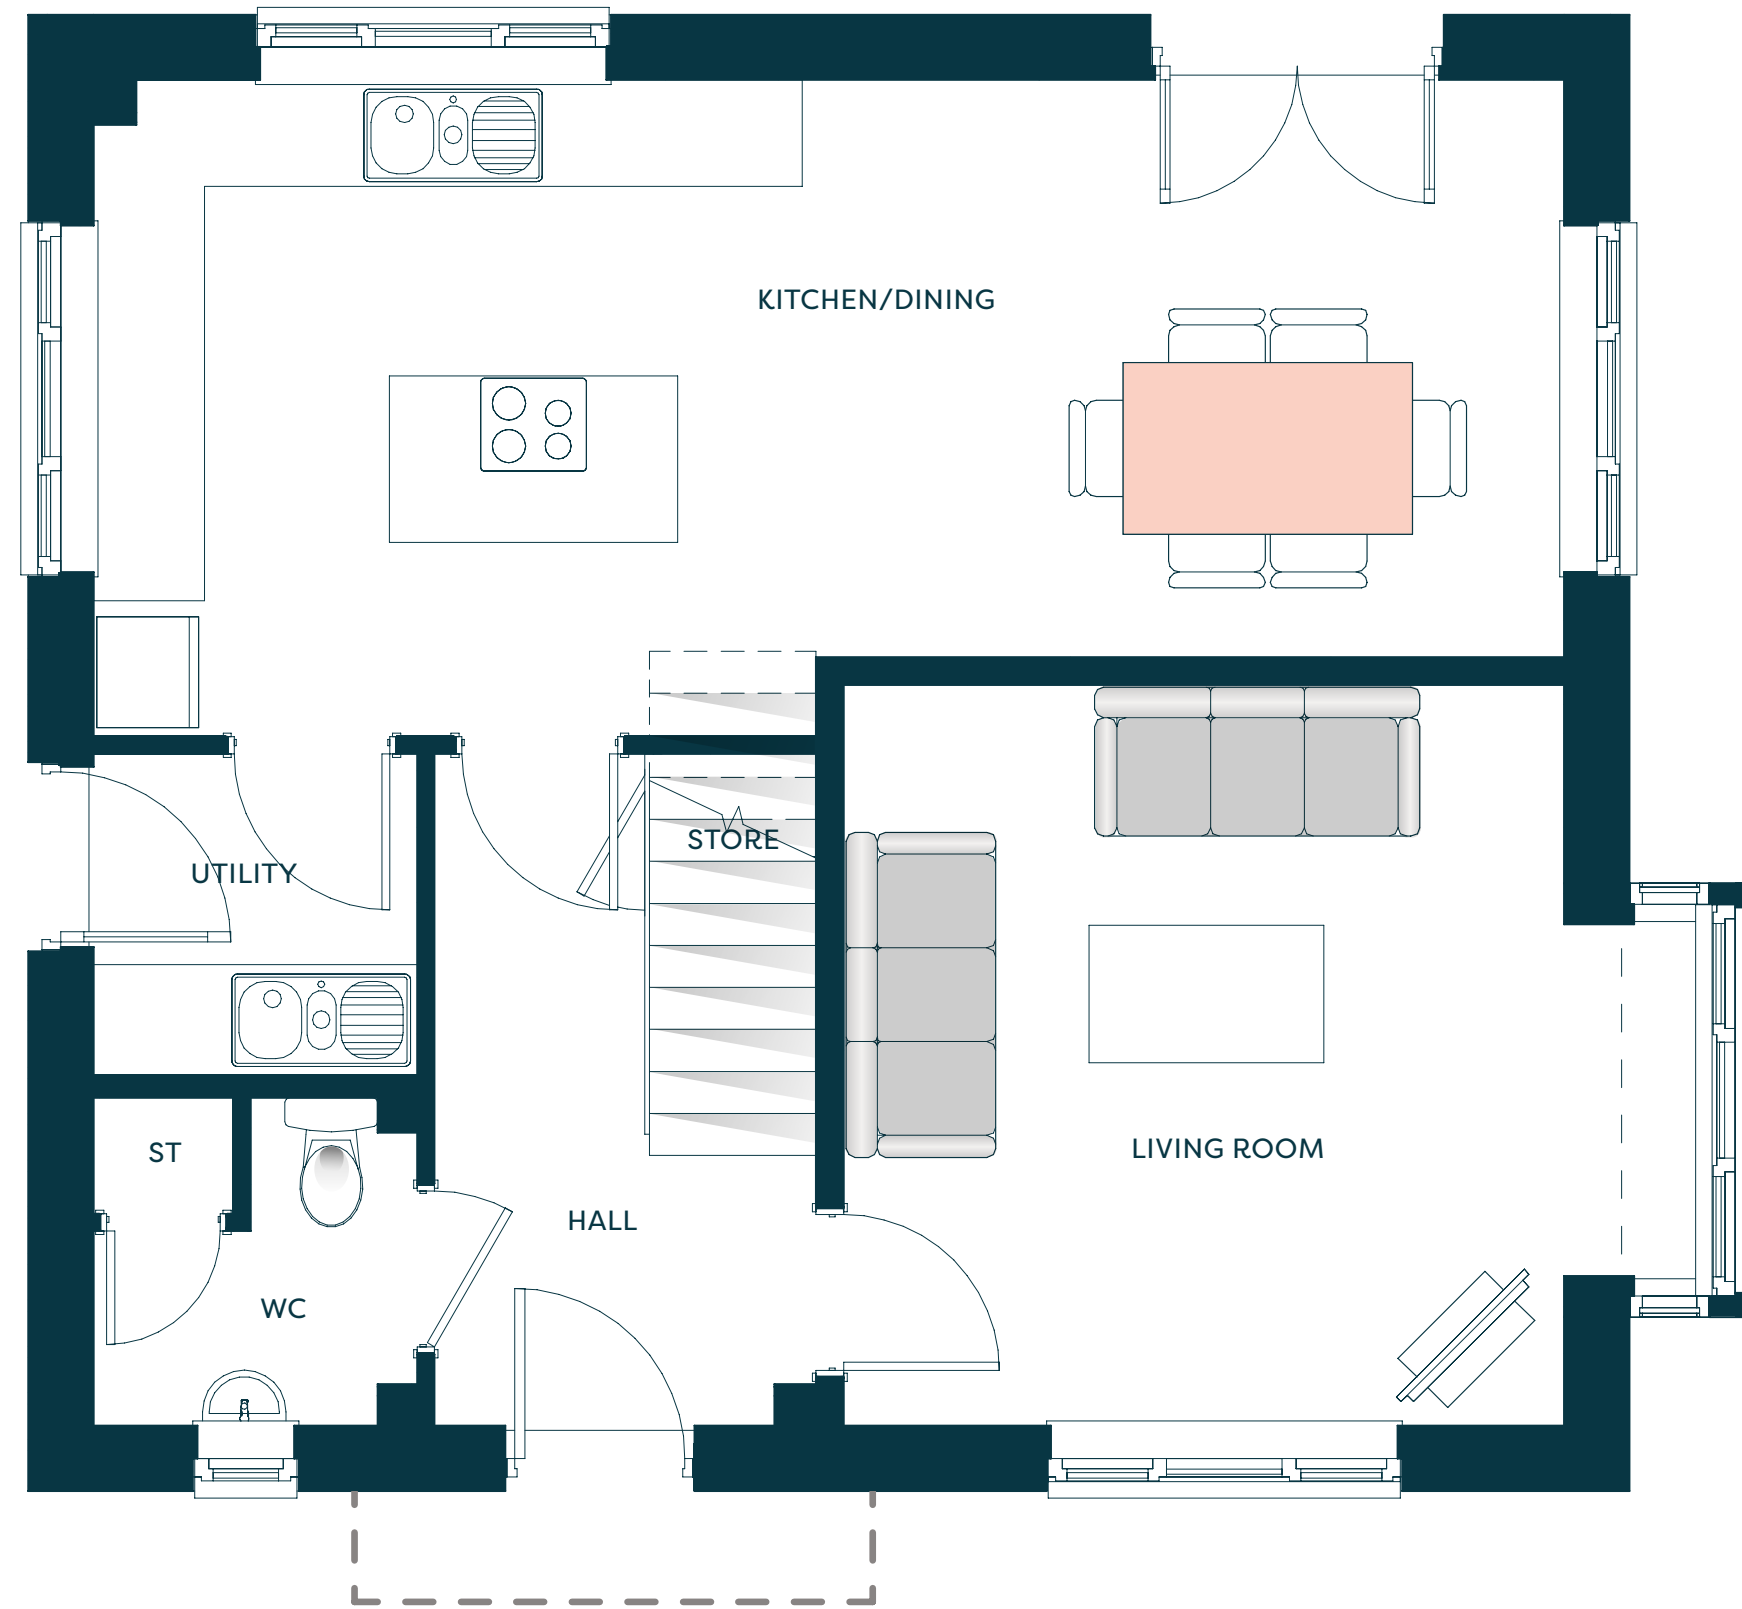 KITCHEN/DINING
STORE
UTILITY
ST
LIVING ROOM
HALL
WC